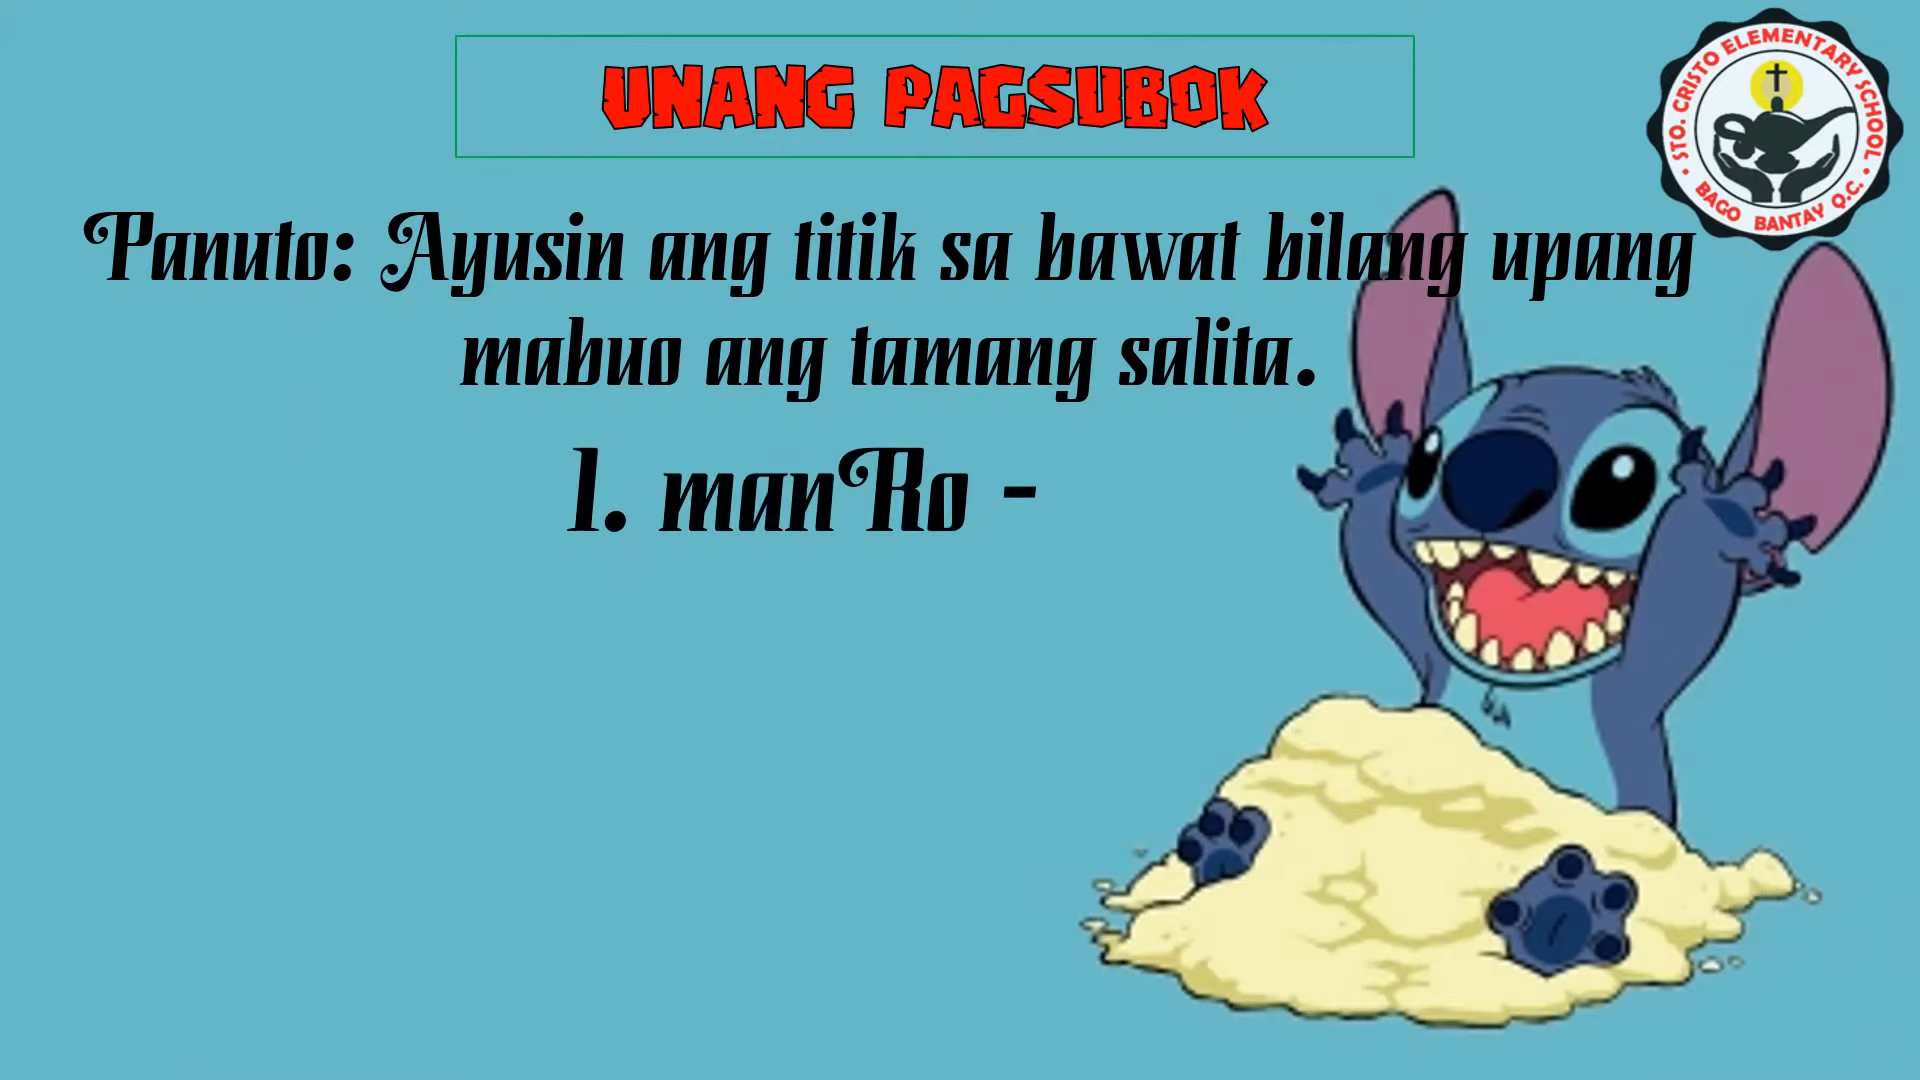 UNANG PAGSUBOK
STO. CRISTO ELEMENTARY SCHOOL
BAGO BANTAY Q.C.
Panuto: Ayusin ang titik sa bawat bilang upang
mabuo ang tamang salita.
1. manRo -